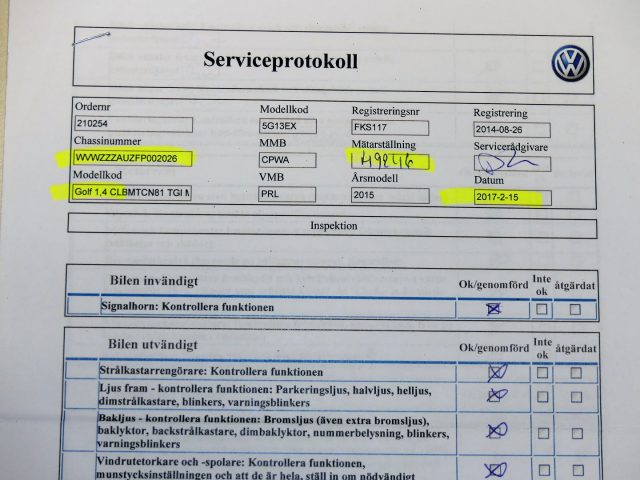 Serviceprotokoll
Ordernr Modellkod Registreringsnr Registrering
210254 5G13EX FKS117 2014-08-26
Chassinummer MMB Mätarställning Servicerådgivare
WVWZZZAUZFP002026 CPWA 49246
Modellkod VMB Årsmodell Datum
Golf 1,4 CLBMTCN81 TGI M PRL 2015 2017-2-15
Inspektion
Bilen invändigt Ok/genomförd Inte ok åtgärdat
Signalhorn: Kontrollera funktionen
Bilen utvändigt Ok/genomförd Inte ok åtgärdat
Strålkastarrengörare: Kontrollera funktionen
Ljus fram - kontrollera funktionen: Parkeringsljus, halvljus, helljus,
dimstrålkastare, blinkers, varningsblinkers
Bakljus - kontrollera funktionen: Bromsljus (även extra bromsljus),
baklyktor, backstrålkastare, dimbaklyktor, nummerbelysning, blinkers,
varningsblinkers
Vindrutetorkare och -spolare: Kontrollera funktionen,
munstycksinställningen och att de är hela, ställ in om nödvändigt